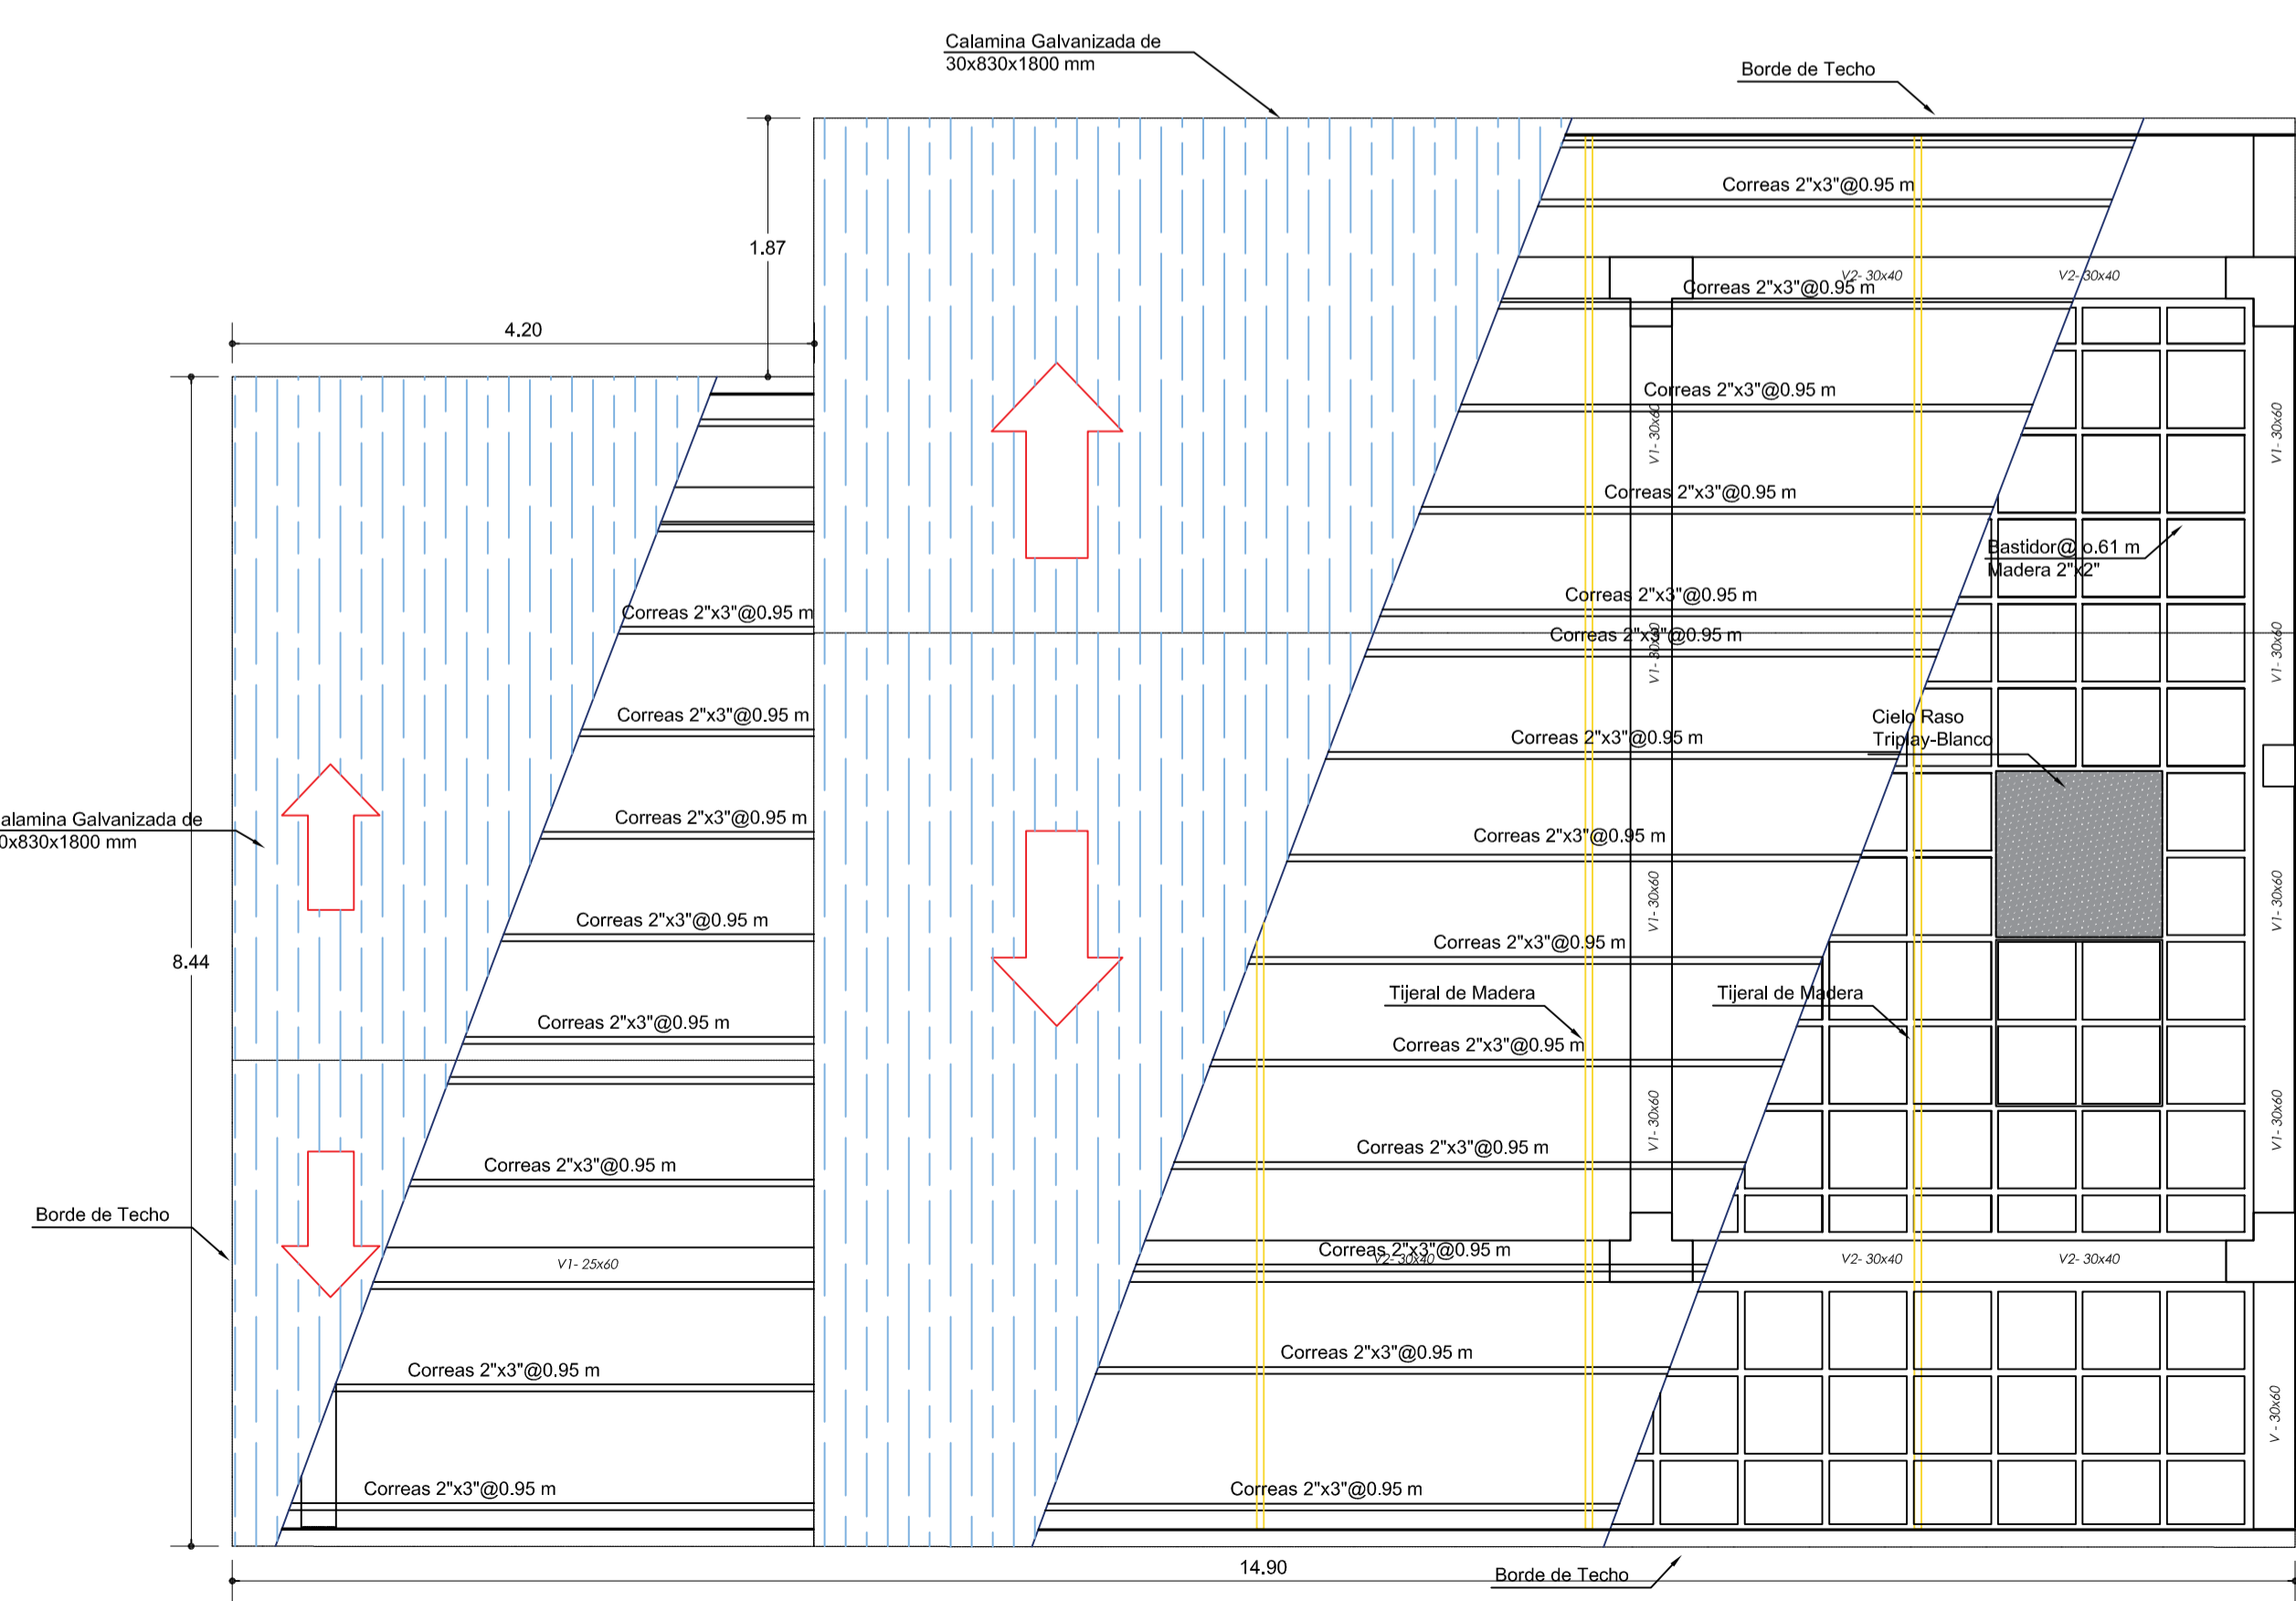 Calamina Galvanizada de
30x830x1800 mm
Borde de Techo
1.87
4.20
8.44
14.90
Correas 2"x3"@0.95 m
V2- 30x40
V2- 30x40
Correas 2"x3"@0.95 m
Correas 2"x3"@0.95 m
V1- 30x60
V1- 30x60
Correas 2"x3"@0.95 m
Bastidor@ o.61 m
Madera 2"x2"
Correas 2"x3"@0.95 m
Correas 2"x3"@0.95 m
V1- 30x60
V1- 30x60
Cielo Raso
Triplay-Blanco
Correas 2"x3"@0.95 m
Correas 2"x3"@0.95 m
V1- 30x60
V1- 30x60
Correas 2"x3"@0.95 m
Tijeral de Madera
Tijeral de Madera
Correas 2"x3"@0.95 m
V1- 30x60
V1- 30x60
Correas 2"x3"@0.95 m
Correas 2"x3"@0.95 m
V2- 30x40
V2- 30x40
V2- 30x40
Correas 2"x3"@0.95 m
V - 30x60
Correas 2"x3"@0.95 m
Borde de Techo
Correas 2"x3"@0.95 m
Correas 2"x3"@0.95 m
Correas 2"x3"@0.95 m
alamina Galvanizada de
0x830x1800 mm
Correas 2"x3"@0.95 m
Correas 2"x3"@0.95 m
Correas 2"x3"@0.95 m
Borde de Techo
V1- 25x60
Correas 2"x3"@0.95 m
Correas 2"x3"@0.95 m